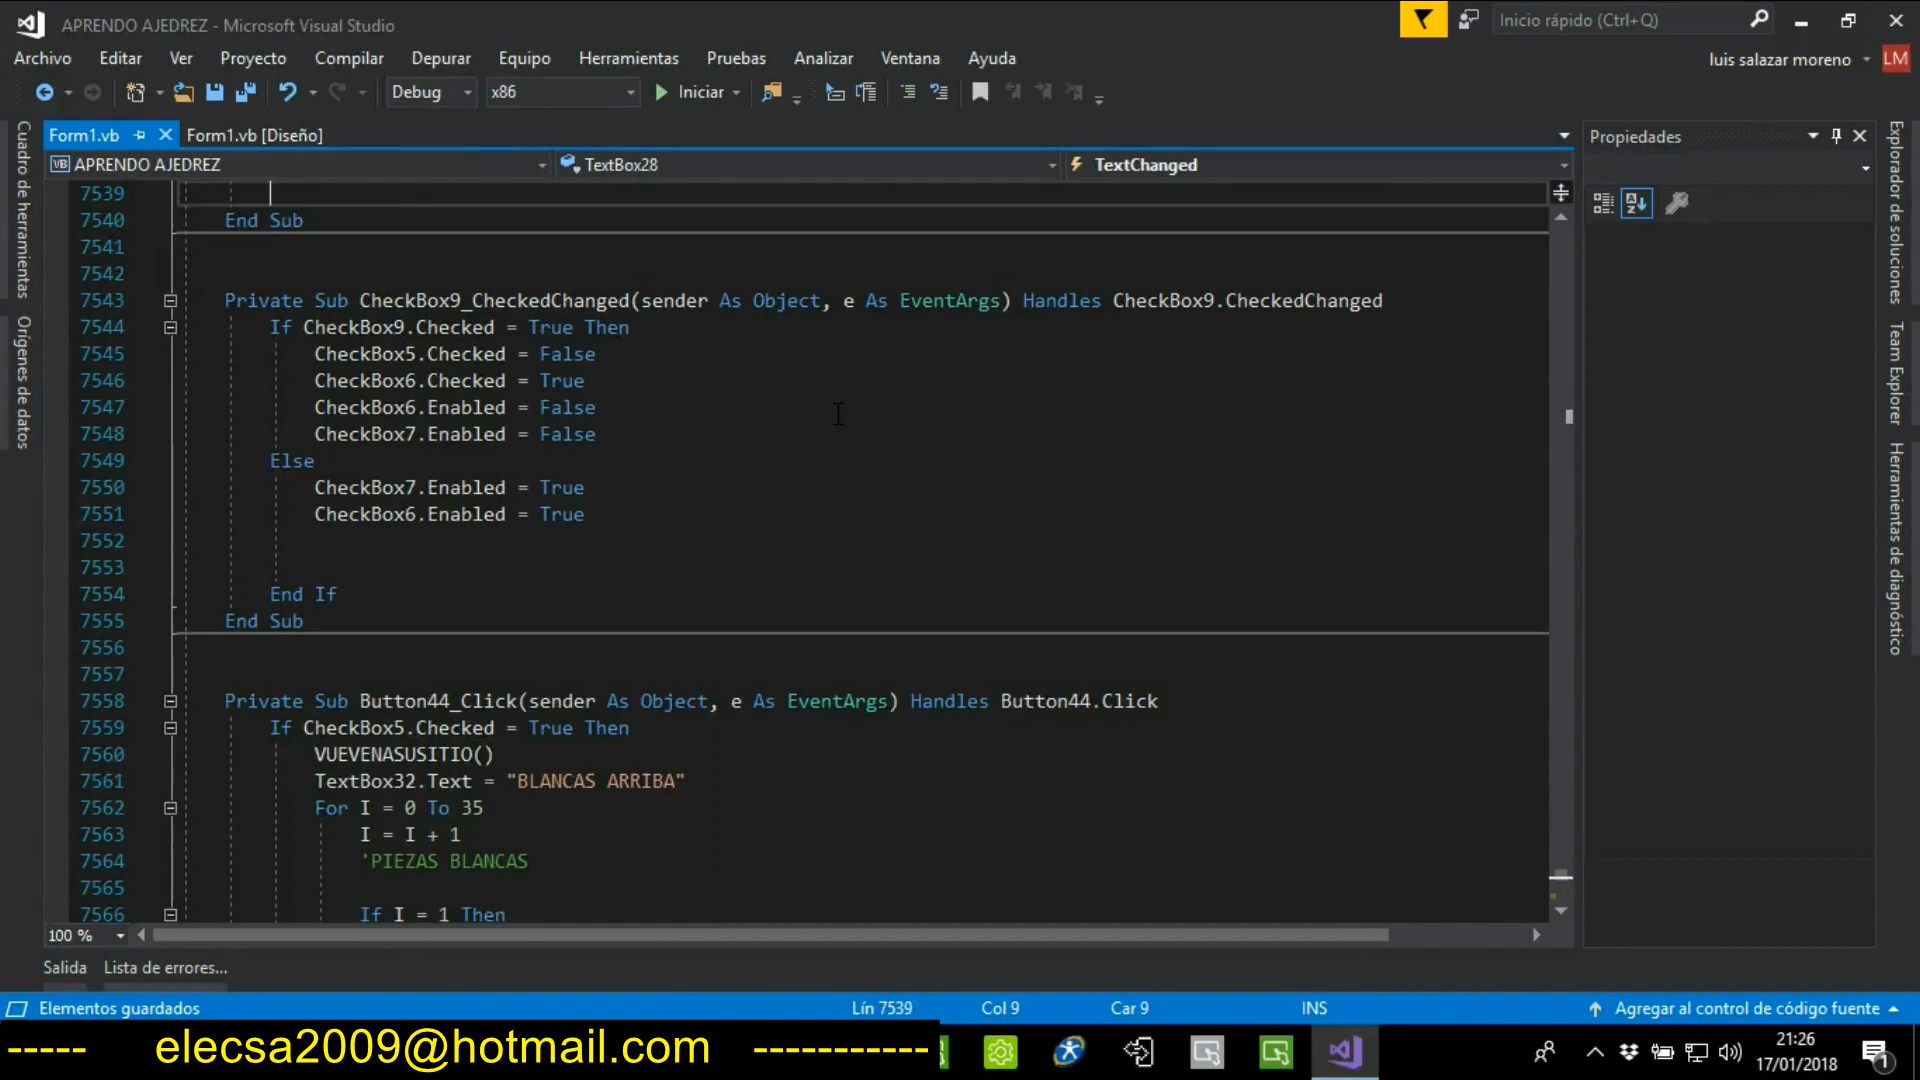 APRENDO AJEDREZ - Microsoft Visual Studio
Inicio rápido (Ctrl+Q)
Archivo Editar Ver Proyecto Compilar Depurar Equipo Herramientas Pruebas Analizar Ventana Ayuda
luis salazar moreno LM
Debug x86 Iniciar
Form1.vb Form1.vb [Diseño]
Propiedades
VB APRENDO AJEDREZ TextBox28 TextChanged
Cuadro de herramientas
Orígenes de datos
Explorador de soluciones
Team Explorer
Herramientas de diagnóstico
7539
7540 End Sub
7541
7542
7543 Private Sub CheckBox9_CheckedChanged(sender As Object, e As EventArgs) Handles CheckBox9.CheckedChanged
7544 If CheckBox9.Checked = True Then
7545 CheckBox5.Checked = False
7546 CheckBox6.Checked = True
7547 CheckBox6.Enabled = False
7548 CheckBox7.Enabled = False
7549 Else
7550 CheckBox7.Enabled = True
7551 CheckBox6.Enabled = True
7552
7553
7554 End If
7555 End Sub
7556
7557
7558 Private Sub Button44_Click(sender As Object, e As EventArgs) Handles Button44.Click
7559 If CheckBox5.Checked = True Then
7560 VUEVENASUSITIO()
7561 TextBox32.Text = "BLANCAS ARRIBA"
7562 For I = 0 To 35
7563 I = I + 1
7564 'PIEZAS BLANCAS
7565
7566 If I = 1 Then
100 %
Salida Lista de errores...
Elementos guardados Lín 7539 Col 9 Car 9 INS Agregar al control de código fuente
----- elecsa2009@hotmail.com -----------
21:26
17/01/2018
1